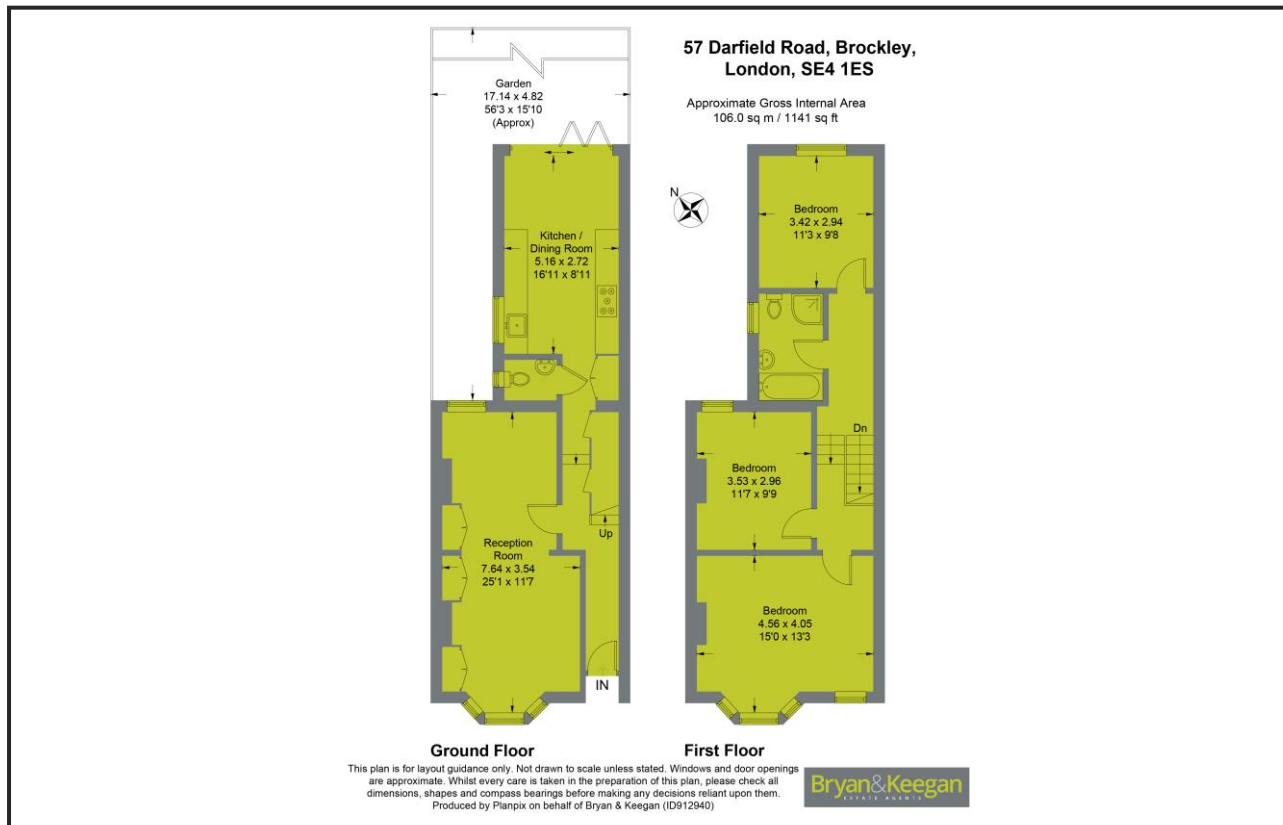 57 Darfield Road, Brockley,
London, SE4 1ES
Approximate Gross Internal Area
106.0 sq m / 1141 sq ft
Garden
17.14 x 4.82
56'3 x 15'10
(Approx)
N
Kitchen /
Dining Room
5.16 x 2.72
16'11 x 8'11
Up
Reception
Room
7.64 x 3.54
25'1 x 11'7
IN
Ground Floor
Bedroom
3.42 x 2.94
11'3 x 9'8
Dn
Bedroom
3.53 x 2.96
11'7 x 9'9
Bedroom
4.56 x 4.05
15'0 x 13'3
First Floor
This plan is for layout guidance only. Not drawn to scale unless stated. Windows and door openings
are approximate. Whilst every care is taken in the preparation of this plan, please check all
dimensions, shapes and compass bearings before making any decisions reliant upon them.
Produced by Planpix on behalf of Bryan & Keegan (ID912940)
Bryan&Keegan
ESTATE AGENTS